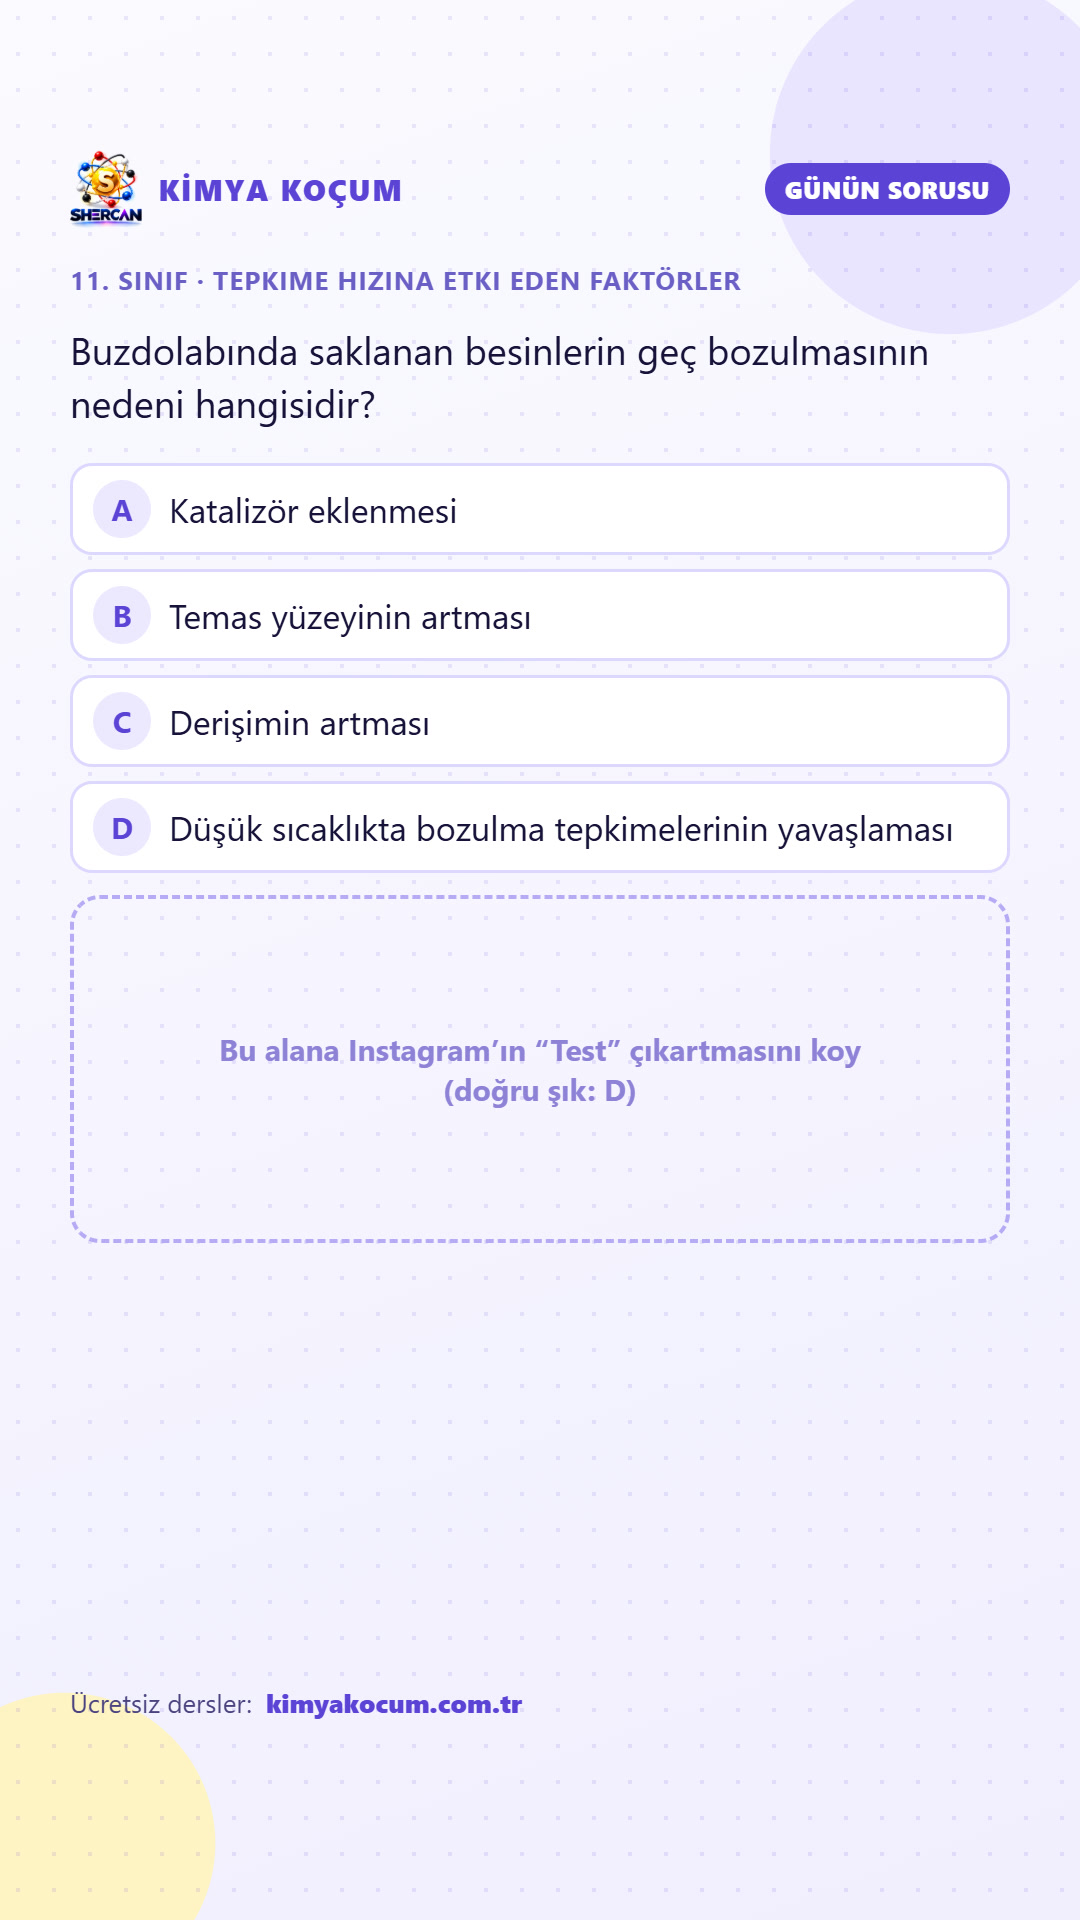 SHERCAN
KİMYA KOÇUM
GÜNÜN SORUSU
11. SINIF · TEPKIME HIZINA ETKI EDEN FAKTÖRLER
Buzdolabında saklanan besinlerin geç bozulmasının
nedeni hangisidir?
A Katalizör eklenmesi
B Temas yüzeyinin artması
C Derişimin artması
D Düşük sıcaklıkta bozulma tepkimelerinin yavaşlaması
Bu alana Instagram’ın “Test” çıkartmasını koy
(doğru şık: D)
Ücretsiz dersler: kimyakocum.com.tr